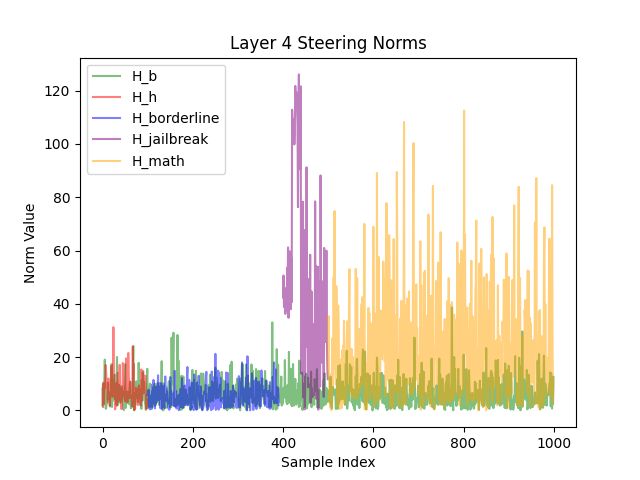 Layer 4 Steering Norms
H_b
H_h
H_borderline
H_jailbreak
H_math
Norm Value
120
100
80
60
40
20
0
0 200 400 600 800 1000
Sample Index